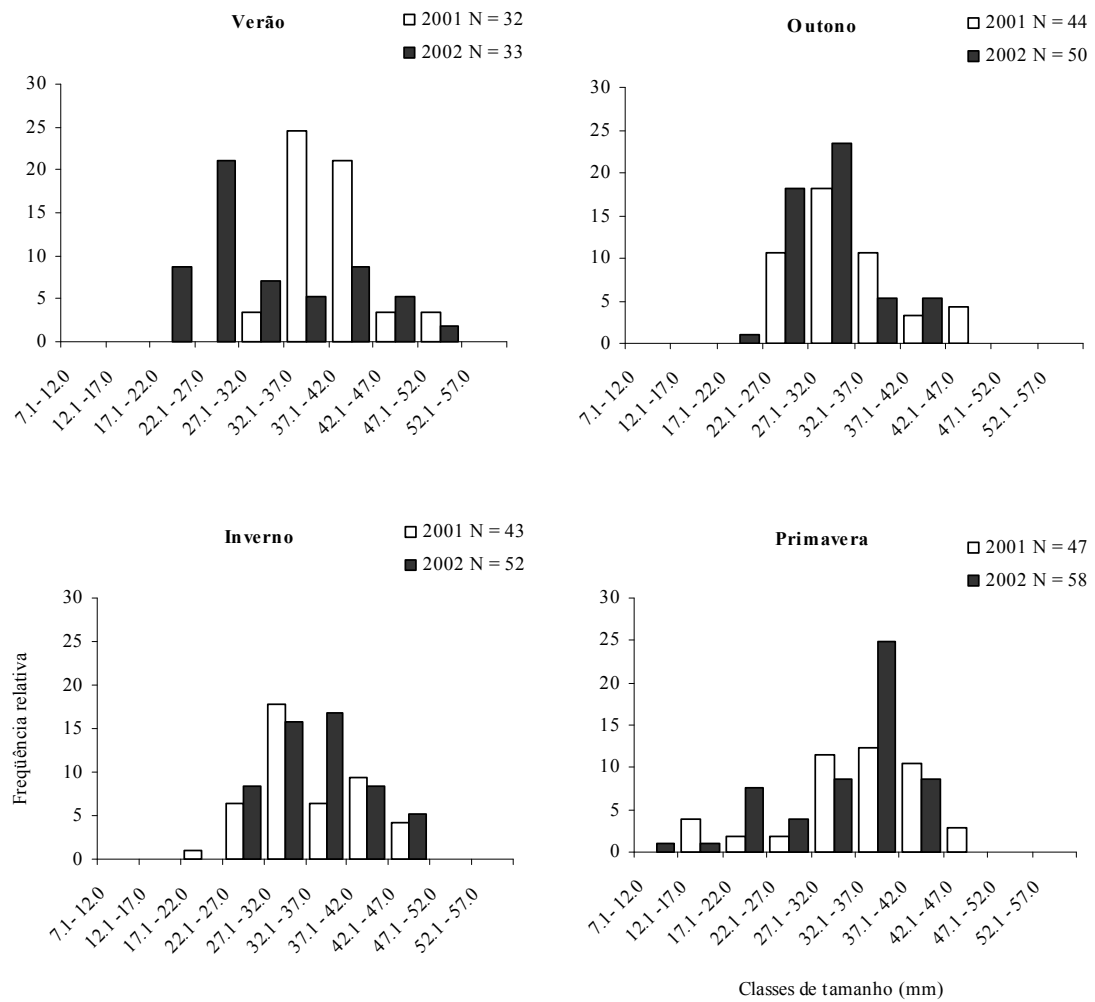 Verão
2001 N = 32
2002 N = 33
30
25
20
15
10
5
0
7.1 - 12.0
12.1 - 17.0
17.1 - 22.0
22.1 - 27.0
27.1 - 32.0
32.1 - 37.0
37.1 - 42.0
42.1 - 47.0
47.1 - 52.0
52.1 - 57.0
Outono
2001 N = 44
2002 N = 50
30
25
20
15
10
5
0
7.1 - 12.0
12.1 - 17.0
17.1 - 22.0
22.1 - 27.0
27.1 - 32.0
32.1 - 37.0
37.1 - 42.0
42.1 - 47.0
47.1 - 52.0
52.1 - 57.0
Inverno
2001 N = 43
2002 N = 52
Freqüência relativa
30
25
20
15
10
5
0
7.1 - 12.0
12.1 - 17.0
17.1 - 22.0
22.1 - 27.0
27.1 - 32.0
32.1 - 37.0
37.1 - 42.0
42.1 - 47.0
47.1 - 52.0
52.1 - 57.0
Primavera
2001 N = 47
2002 N = 58
30
25
20
15
10
5
0
7.1 - 12.0
12.1 - 17.0
17.1 - 22.0
22.1 - 27.0
27.1 - 32.0
32.1 - 37.0
37.1 - 42.0
42.1 - 47.0
47.1 - 52.0
52.1 - 57.0
Classes de tamanho (mm)